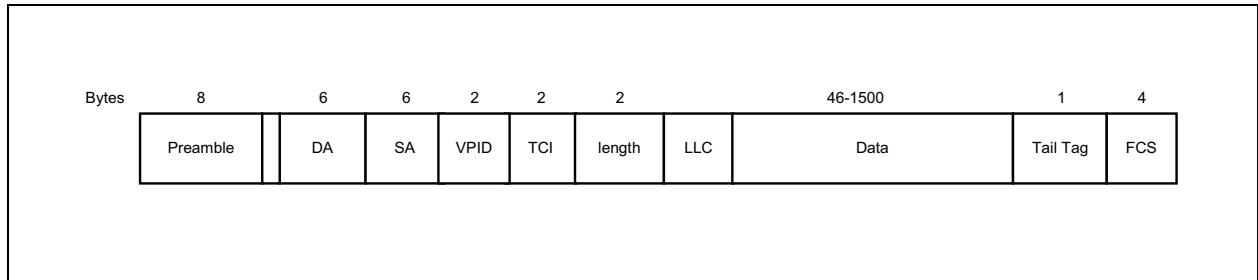 Bytes 8 6 6 2 2 2 46-1500 1 4
Preamble DA SA VPID TCI length LLC Data Tail Tag FCS